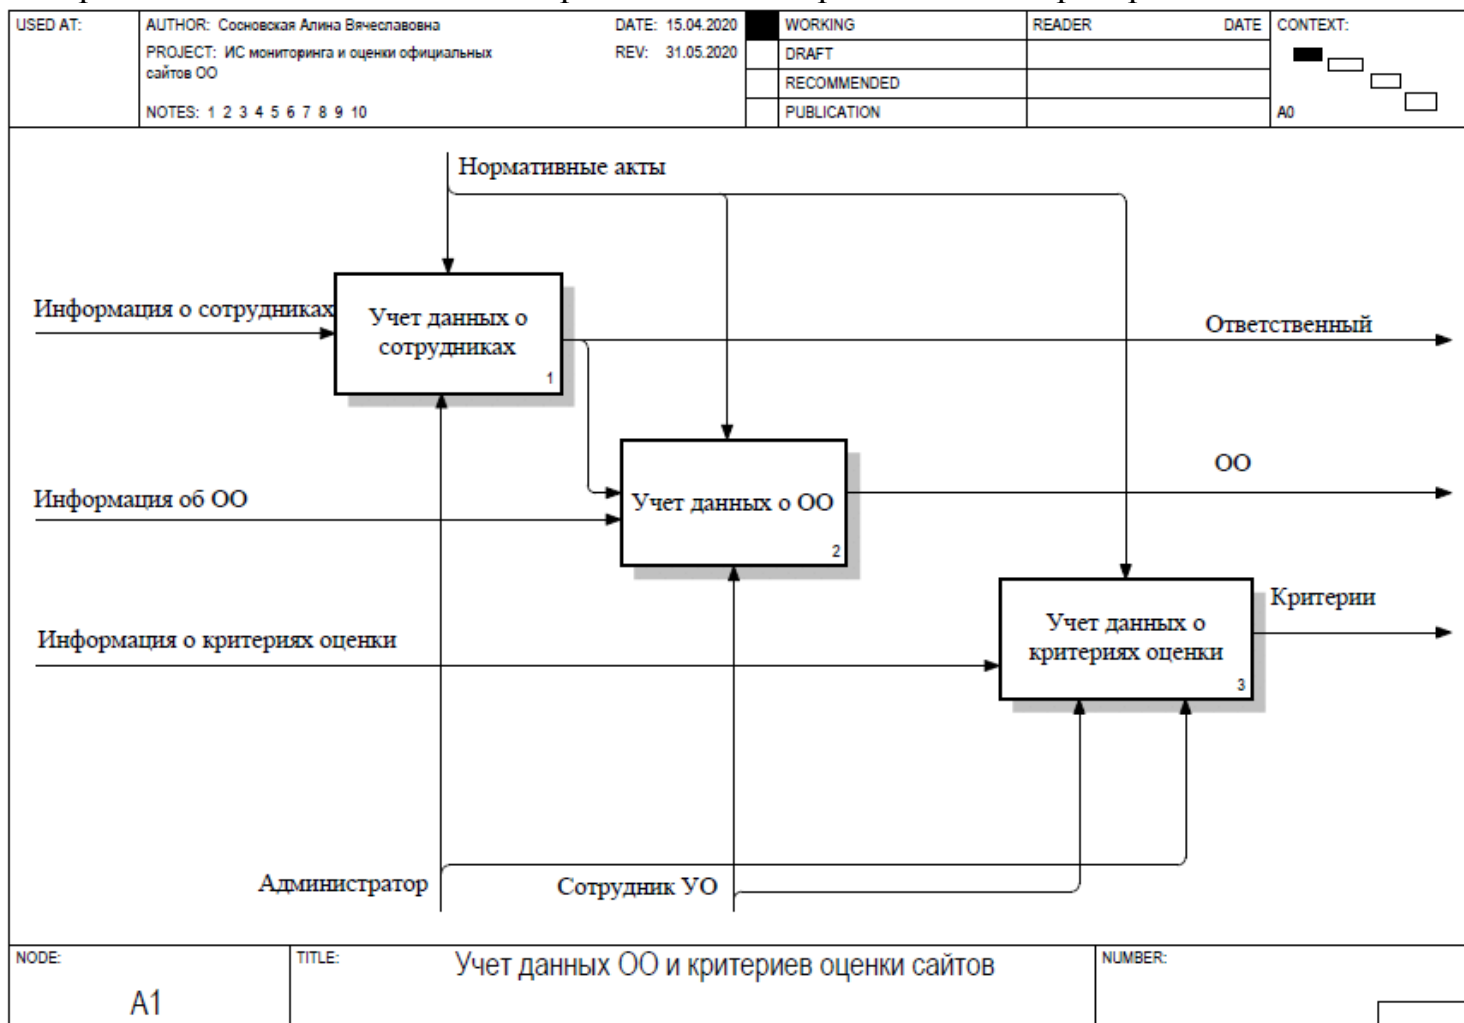 USED AT:
AUTHOR: Сосновская Алина Вячеславовна
DATE: 15.04.2020
PROJECT: ИС мониторинга и оценки официальных
сайтов ОО
REV: 31.05.2020
NOTES: 1 2 3 4 5 6 7 8 9 10
WORKING
DRAFT
RECOMMENDED
PUBLICATION
READER DATE
CONTEXT:
A0
Нормативные акты
Информация о сотрудниках
Учет данных о
сотрудниках
1
Ответственный
Информация об ОО
Учет данных о ОО
2
ОО
Информация о критериях оценки
Учет данных о
критериях оценки
3
Критерии
Администратор
Сотрудник УО
NODE:
A1
TITLE:
Учет данных ОО и критериев оценки сайтов
NUMBER: